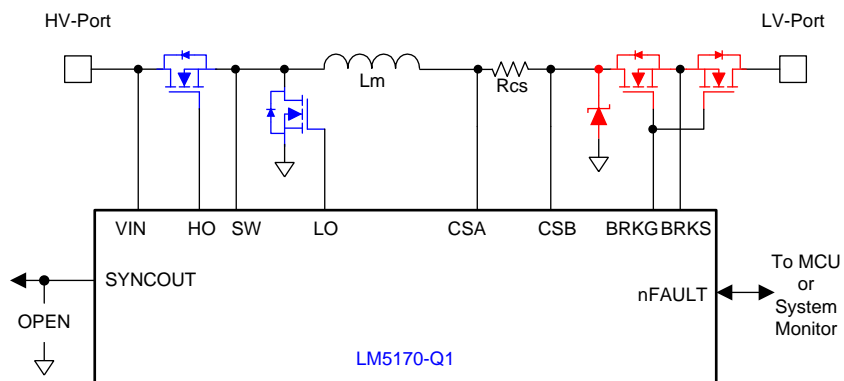 HV-Port
LV-Port
Lm
Rcs
VIN
HO
SW
LO
CSA
CSB
BRKG
BRKS
SYNCOUT
OPEN
nFAULT
To MCU
or
System
Monitor
LM5170-Q1